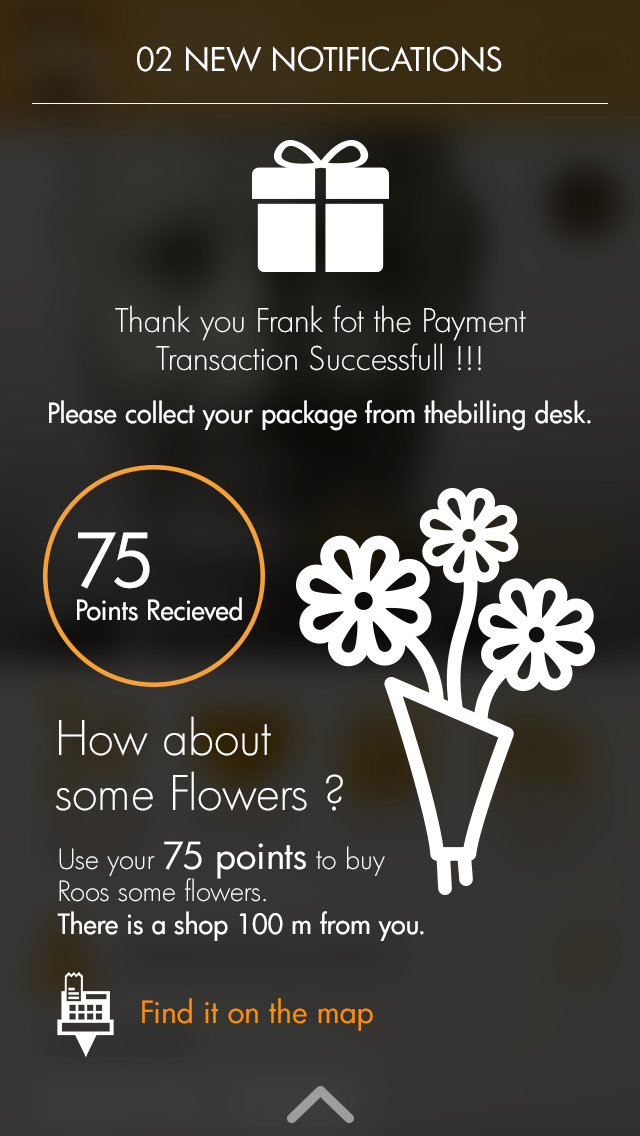 02 NEW NOTIFICATIONS
Thank you Frank fot the Payment
Transaction Successfull !!!
Please collect your package from thebilling desk.
75
Points Recieved
How about
some Flowers ?
Use your 75 points to buy
Roos some flowers.
There is a shop 100 m from you.
Find it on the map